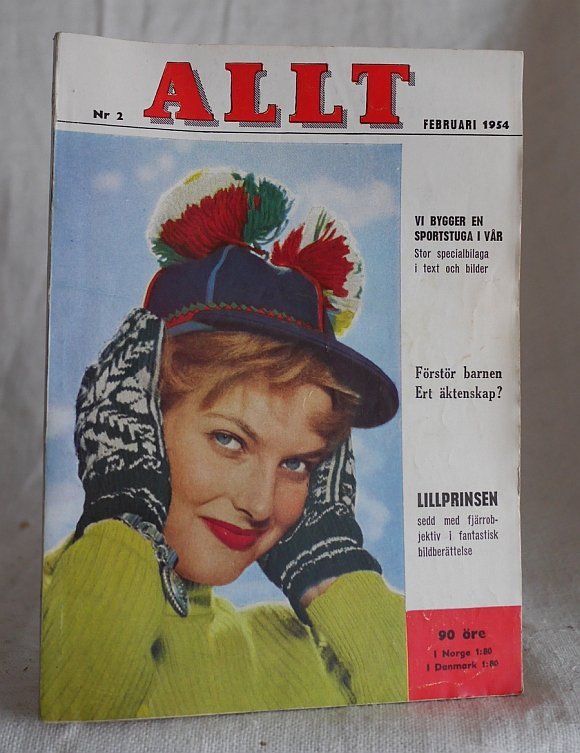 ALLT
Nr 2
FEBRUARI 1954
VI BYGGER EN
SPORTSTUGA I VÅR
Stor specialbilaga
i text och bilder
Förstör barnen
Ert äktenskap?
LILLPRINSEN
sedd med fjärrob-
jektiv i fantastisk
bildberättelse
90 öre
I Norge 1:80
I Danmark 1:80